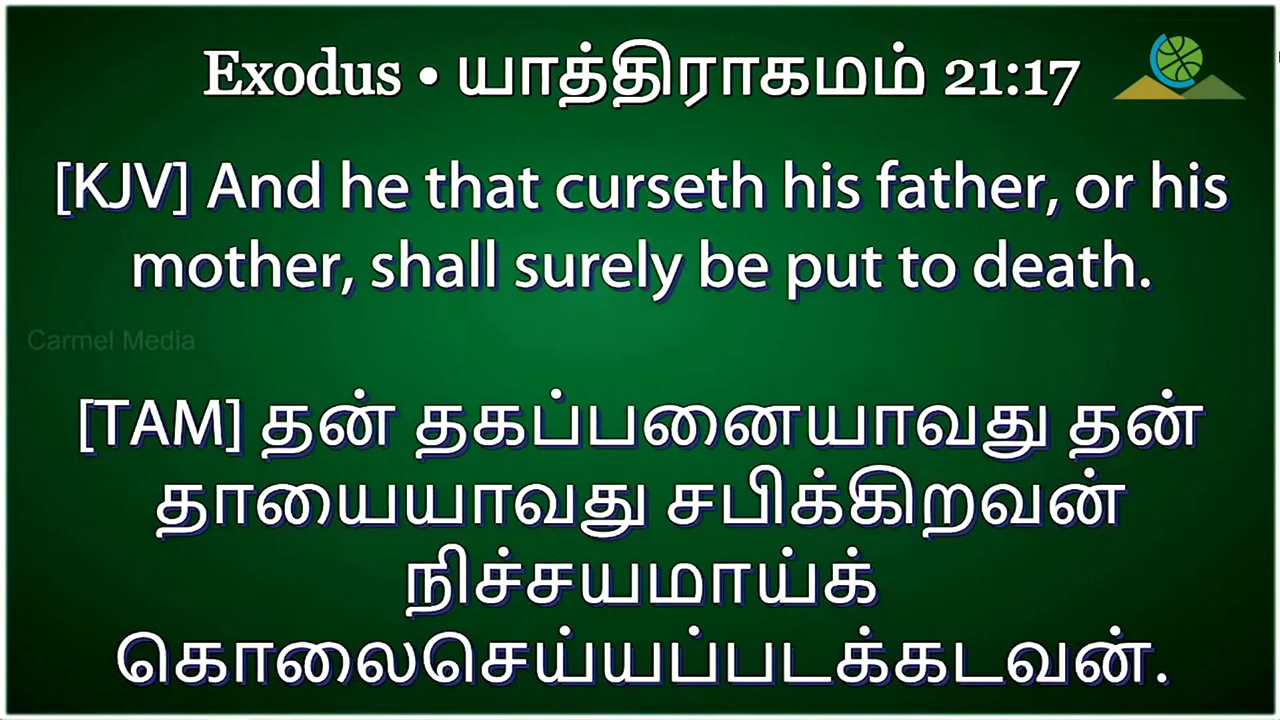 Exodus • யாத்திராகமம் 21:17
[KJV] And he that curseth his father, or his
mother, shall surely be put to death.
Carmel Media
[TAM] தன் தகப்பனையாவது தன்
தாயையாவது சபிக்கிறவன்
நிச்சயமாய்க்
கொலைசெய்யப்படக்கடவன்.